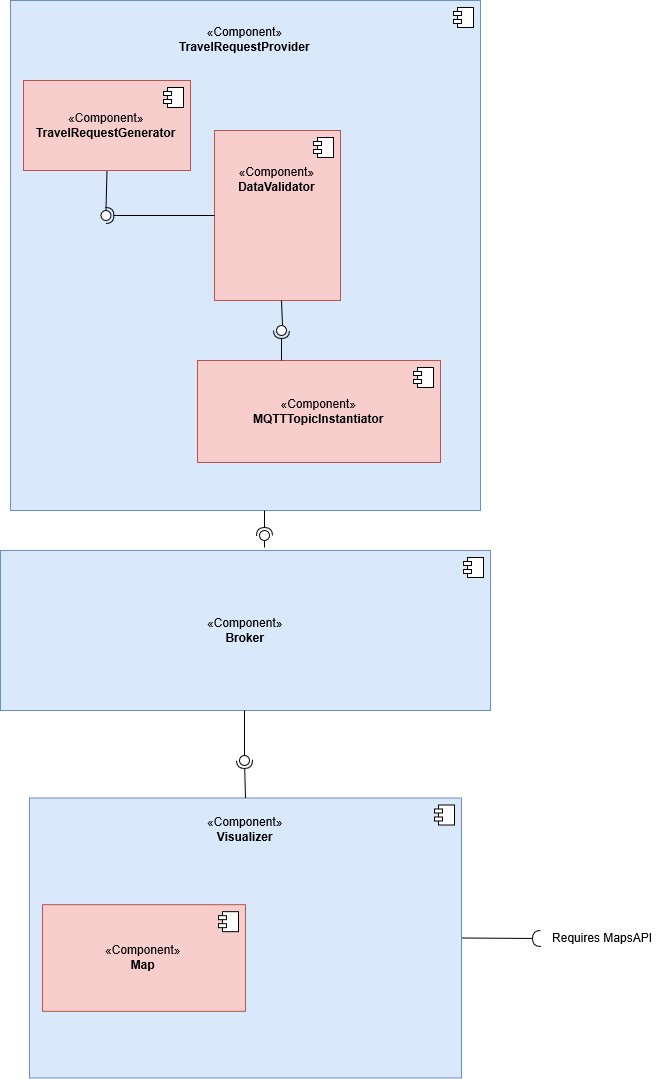 «Component»
TravelRequestProvider
«Component»
TravelRequestGenerator
«Component»
DataValidator
«Component»
MQTTTopicInstantiator
«Component»
Broker
«Component»
Visualizer
«Component»
Map
Requires MapsAPI